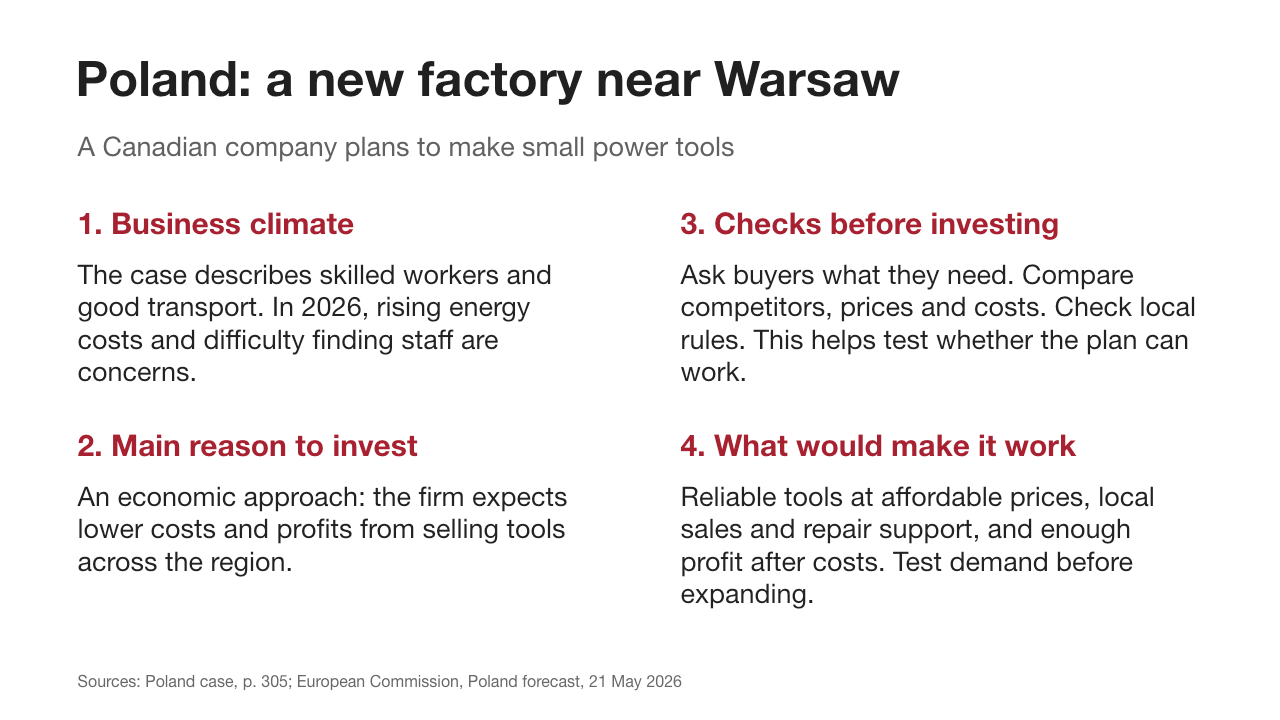 Poland: a new factory near Warsaw
A Canadian company plans to make small power tools
1. Business climate
The case describes skilled workers and
good transport. In 2026, rising energy
costs and difficulty finding staff are
concerns.
2. Main reason to invest
An economic approach: the firm expects
lower costs and profits from selling tools
across the region.
3. Checks before investing
Ask buyers what they need. Compare
competitors, prices and costs. Check local
rules. This helps test whether the plan can
work.
4. What would make it work
Reliable tools at affordable prices, local
sales and repair support, and enough
profit after costs. Test demand before
expanding.
Sources: Poland case, p. 305; European Commission, Poland forecast, 21 May 2026